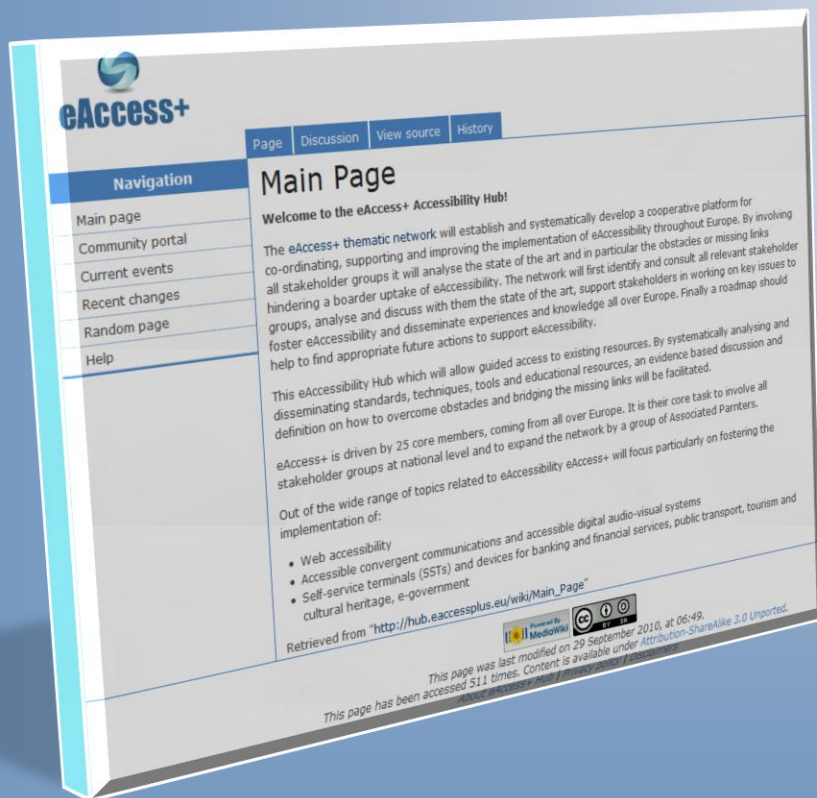 eAccess+
Page Discussion View source History
Navigation
Main page
Community portal
Current events
Recent changes
Random page
Help
Main Page
Welcome to the eAccess+ Accessibility Hub!
The eAccess+ thematic network will establish and systematically develop a cooperative platform for
co-ordinating, supporting and improving the implementation of eAccessibility throughout Europe. By involving
all stakeholder groups it will analyse the state of the art and in particular the obstacles or missing links
hindering a boarder uptake of eAccessibility. The network will first identify and consult all relevant stakeholder
groups, analyse and discuss with them the state of the art, support stakeholders in working on key issues to
foster eAccessibility and disseminate experiences and knowledge all over Europe. Finally a roadmap should
help to find appropriate future actions to support eAccessibility.
This eAccessibility Hub which will allow guided access to existing resources. By systematically analysing and
disseminating standards, techniques, tools and educational resources, an evidence based discussion and
definition on how to overcome obstacles and bridging the missing links will be facilitated.
eAccess+ is driven by 25 core members, coming from all over Europe. It is their core task to involve all
stakeholder groups at national level and to expand the network by a group of Associated Parnters.
Out of the wide range of topics related to eAccessibility eAccess+ will focus particularly on fostering the
implementation of:
• Web accessibility
• Accessible convergent communications and accessible digital audio-visual systems
• Self-service terminals (SSTs) and devices for banking and financial services, public transport, tourism and
cultural heritage, e-government
Retrieved from "http://hub.eaccessplus.eu/wiki/Main_Page"
Powered By
MediaWiki
cc BY SA
This page was last modified on 29 September 2010, at 06:49.
This page has been accessed 511 times. Content is available under Attribution-ShareAlike 3.0 Unported.
About eAccess+ Hub | Privacy policy | Disclaimers